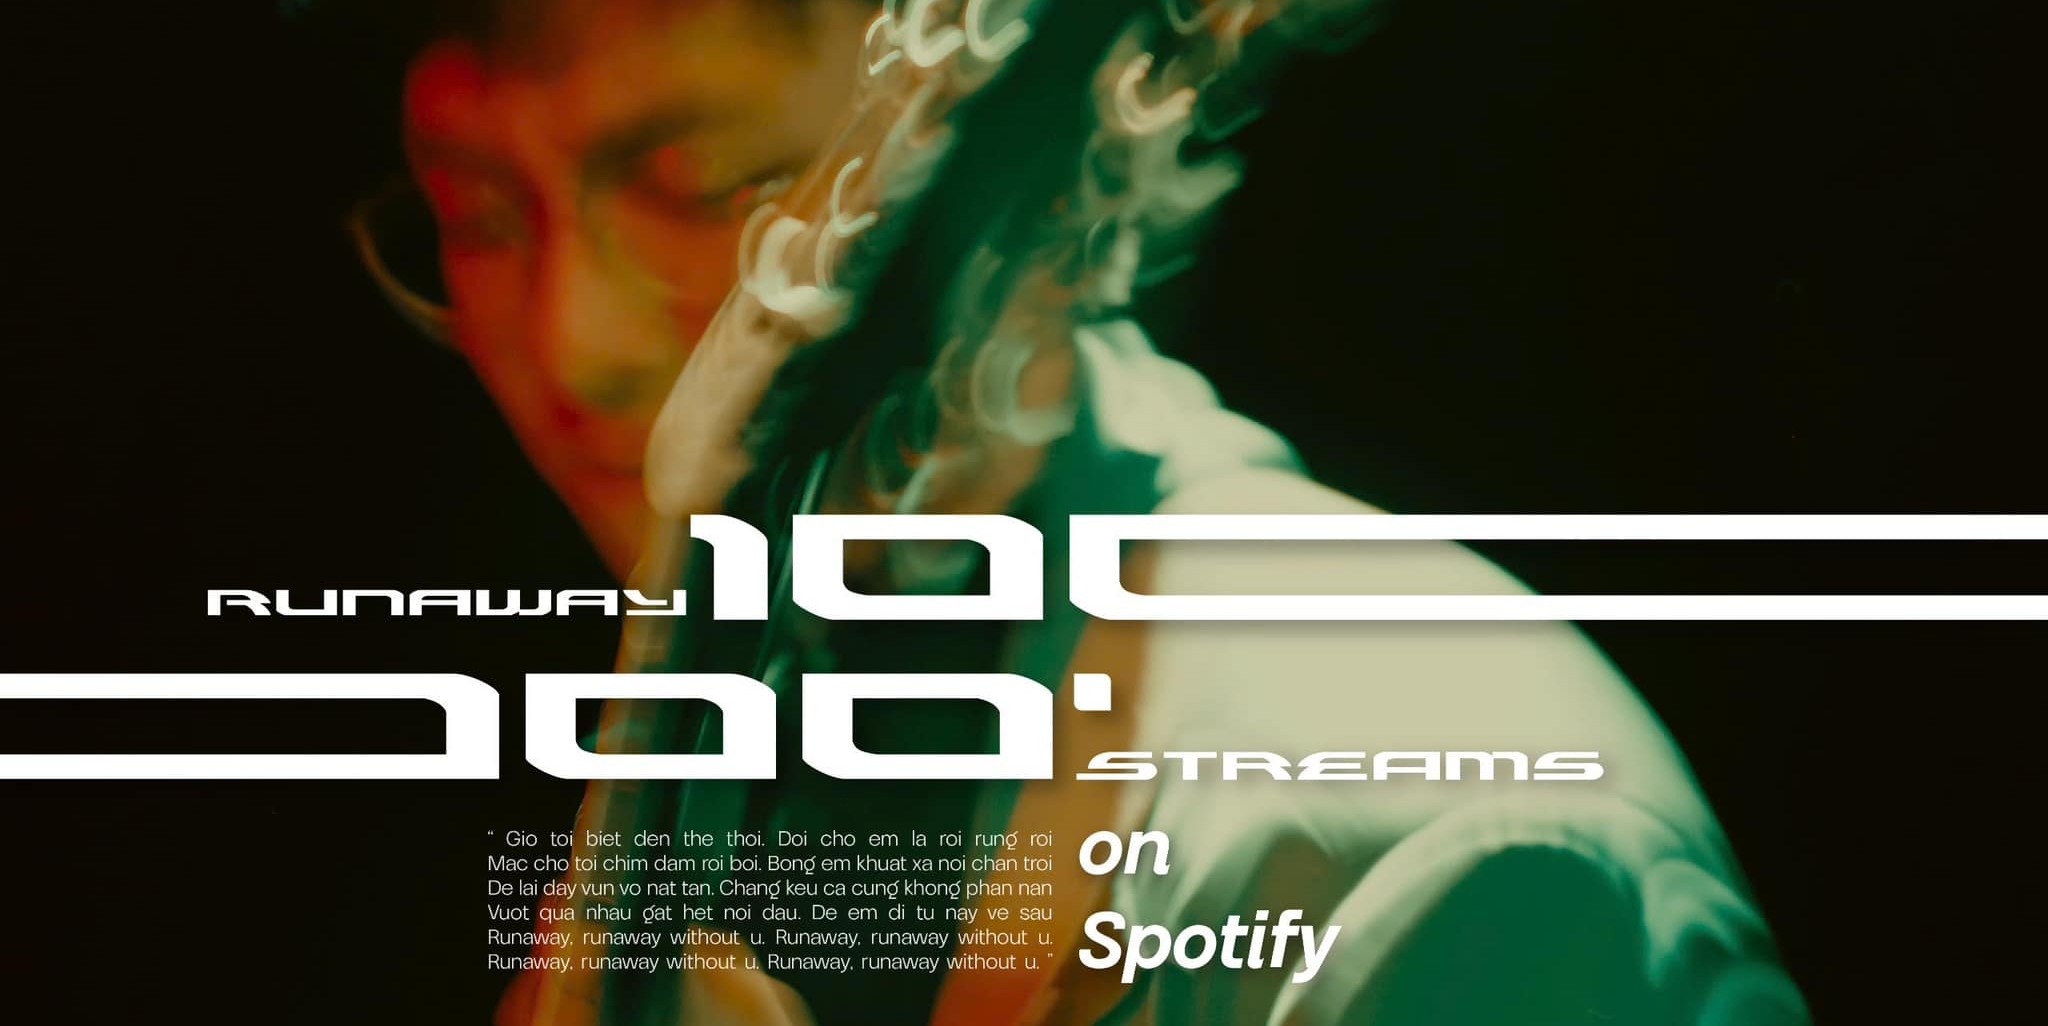 RUNAWAY 100
000'
STREAMS
“ Gio toi biet den the thoi. Doi cho em la roi rung roi
Mac cho toi chim dam roi boi. Bong em khuat xa noi chan troi
De lai day vun vo nat tan. Chang keu ca cung khong phan nan
Vuot qua nhau gat het noi dau. De em di tu nay ve sau
Runaway, runaway without u. Runaway, runaway without u.
Runaway, runaway without u. Runaway, runaway without u. ”
on
Spotify